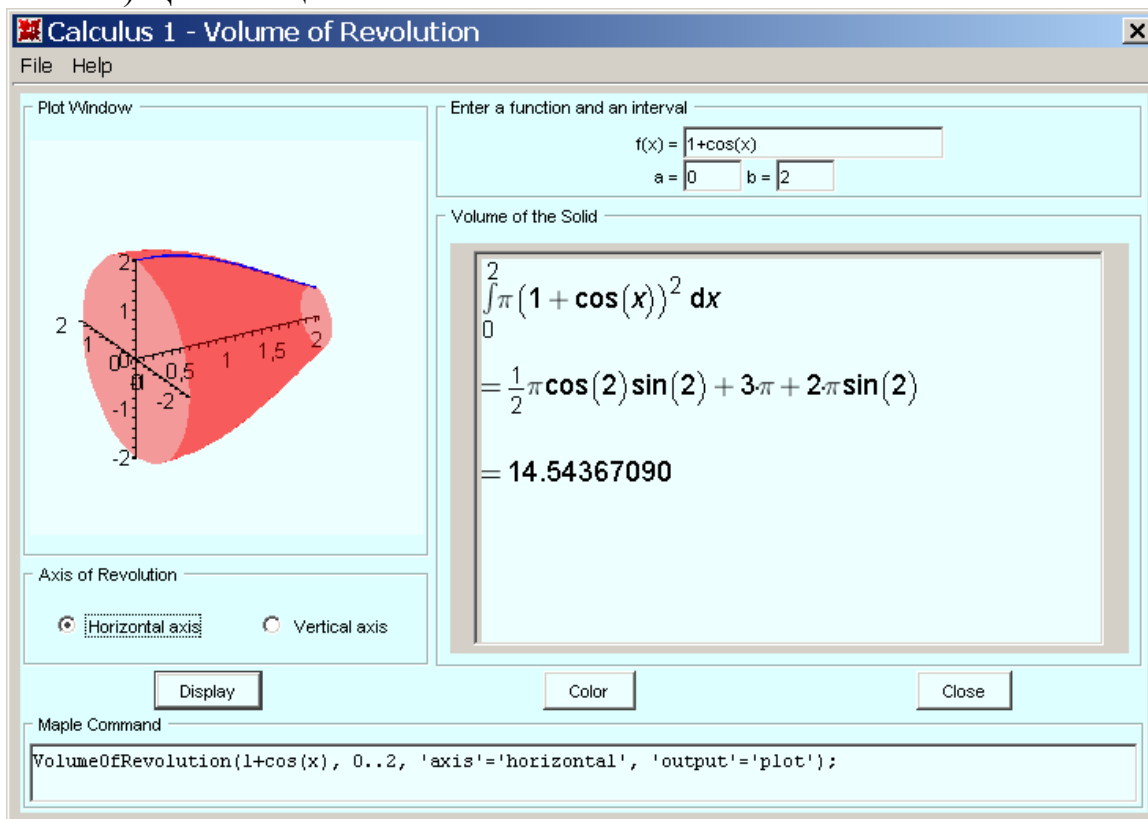 Calculus 1 - Volume of Revolution
File Help
Plot Window
2
1
0
-1
-2
2
1
0
-2
0,5
1
1,5
2
Axis of Revolution
Horizontal axis Vertical axis
Enter a function and an interval
f(x) = 1+cos(x)
a = 0 b = 2
Volume of the Solid
∫₀² π(1 + cos(x))² dx
= 1/2 π cos(2) sin(2) + 3·π + 2·π sin(2)
= 14.54367090
Display Color Close
Maple Command
VolumeOfRevolution(1+cos(x), 0..2, 'axis'='horizontal', 'output'='plot');